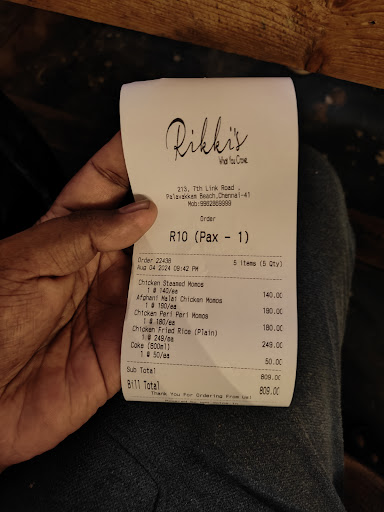 Rikki's
What You Crave
213, 7th Link Road ,
Palavakkam Beach,Chennai-41
Order
R10 (Pax - 1)
Order 22498
5 Items (5 Qty)
Aug 04'2024 09:42 PM
Chicken Steamed Momos
1 @ 140/ea 140.00
Afghani Malai Chicken Momos
1 @ 190/ea 190.00
Chicken Peri Peri Momos
1 @ 180/ea 180.00
Chicken Fried Rice (Plain)
1 @ 249/ea 249.00
Coke (500ml)
1 @ 50/ea 50.00
Sub Total 809.00
Bill Total 809.00
Thank You For Ordering From Us!